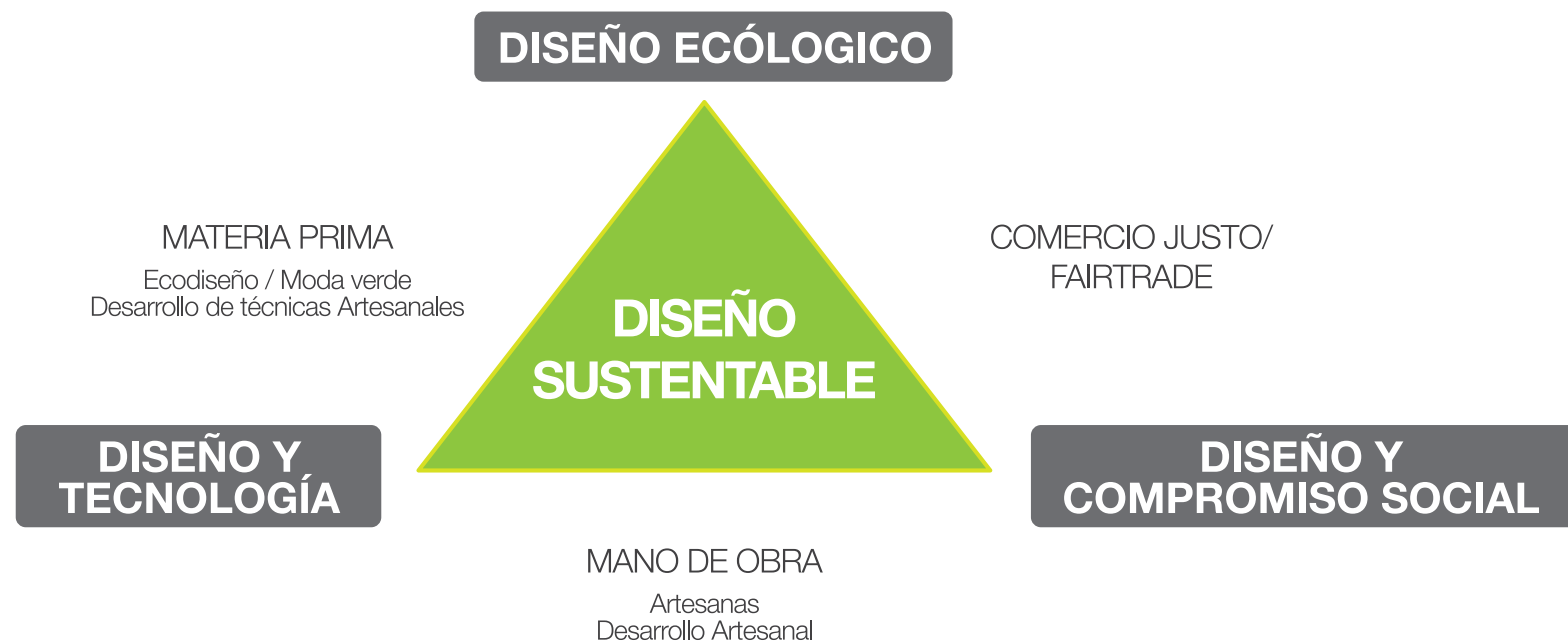 DISEÑO ECÓLOGICO
MATERIA PRIMA
Ecodiseño / Moda verde
Desarrollo de técnicas Artesanales
COMERCIO JUSTO/
FAIRTRADE
DISEÑO
SUSTENTABLE
DISEÑO Y
TECNOLOGÍA
DISEÑO Y
COMPROMISO SOCIAL
MANO DE OBRA
Artesanas
Desarrollo Artesanal